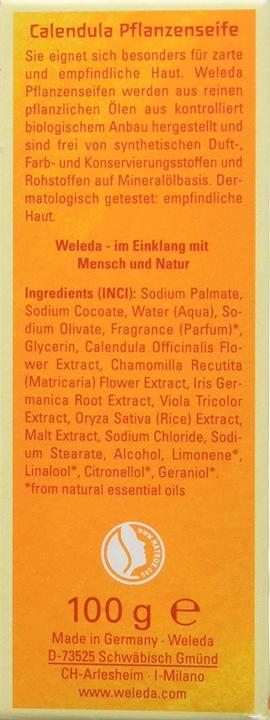 Calendula Pflanzenseife
Sie eignet sich besonders für zarte
und empfindliche Haut. Weleda
Pflanzenseifen werden aus reinen
pflanzlichen Ölen aus kontrolliert
biologischem Anbau hergestellt und
sind frei von synthetischen Duft-,
Farb- und Konservierungsstoffen und
Rohstoffen auf Mineralölbasis. Der-
matologisch getestet: empfindliche
Haut.
Weleda - im Einklang mit
Mensch und Natur
Ingredients (INCI): Sodium Palmate,
Sodium Cocoate, Water (Aqua), So-
dium Olivate, Fragrance (Parfum)*,
Glycerin, Calendula Officinalis Flo-
wer Extract, Chamomilla Recutita
(Matricaria) Flower Extract, Iris Ger-
manica Root Extract, Viola Tricolor
Extract, Oryza Sativa (Rice) Extract,
Malt Extract, Sodium Chloride, Sodi-
um Stearate, Alcohol, Limonene*,
Linalool*, Citronellol*, Geraniol*.
*from natural essential oils
WWW.NATRUE.ORG
100 g e
Made in Germany · Weleda
D-73525 Schwäbisch Gmünd
CH-Arlesheim · I-Milano
www.weleda.com